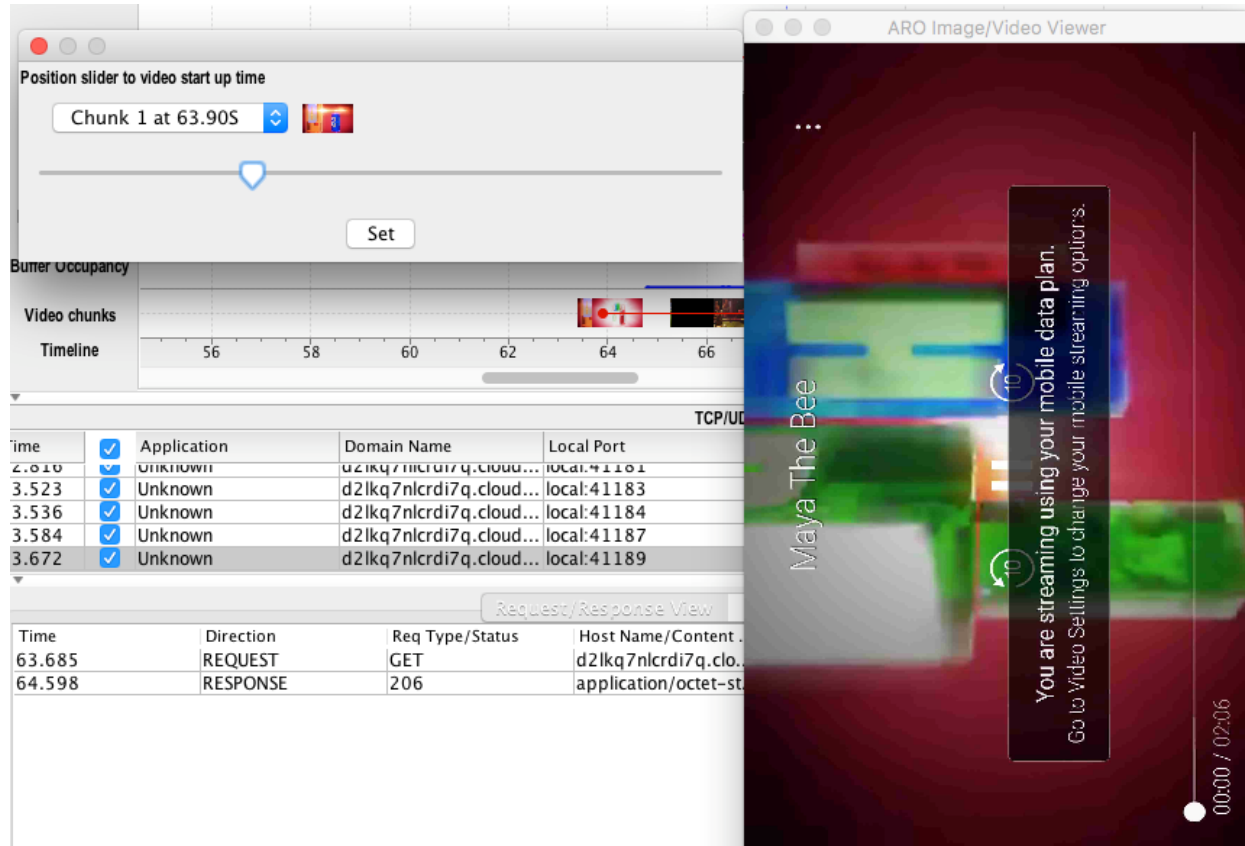 ARO Image/Video Viewer
Position slider to video start up time
Chunk 1 at 63.90S
Set
Buffer Occupancy
Video chunks
Timeline
56 58 60 62 64 66
TCP/UD
Time Application Domain Name Local Port
2.816 Unknown d2lkq7nlcrdi7q.cloud... local:41181
3.523 Unknown d2lkq7nlcrdi7q.cloud... local:41183
3.536 Unknown d2lkq7nlcrdi7q.cloud... local:41184
3.584 Unknown d2lkq7nlcrdi7q.cloud... local:41187
3.672 Unknown d2lkq7nlcrdi7q.cloud... local:41189
Request/Response View
Time Direction Req Type/Status Host Name/Content .
63.685 REQUEST GET d2lkq7nlcrdi7q.clo..
64.598 RESPONSE 206 application/octet-st.
Maya The Bee
10
10
You are streaming using your mobile data plan.
Go to Video Settings to change your mobile streaming options.
00:00 / 02:06